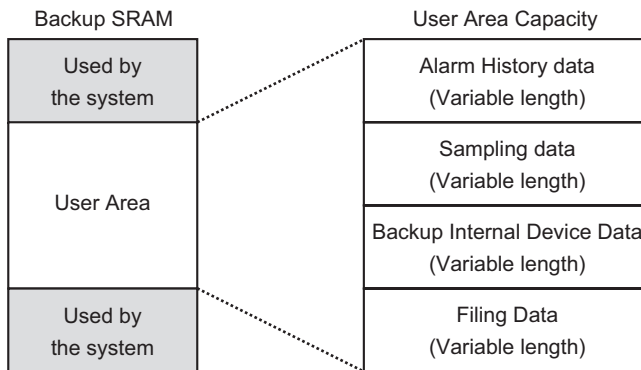 Backup SRAM
Used by
the system
User Area
Used by
the system
User Area Capacity
Alarm History data
(Variable length)
Sampling data
(Variable length)
Backup Internal Device Data
(Variable length)
Filing Data
(Variable length)